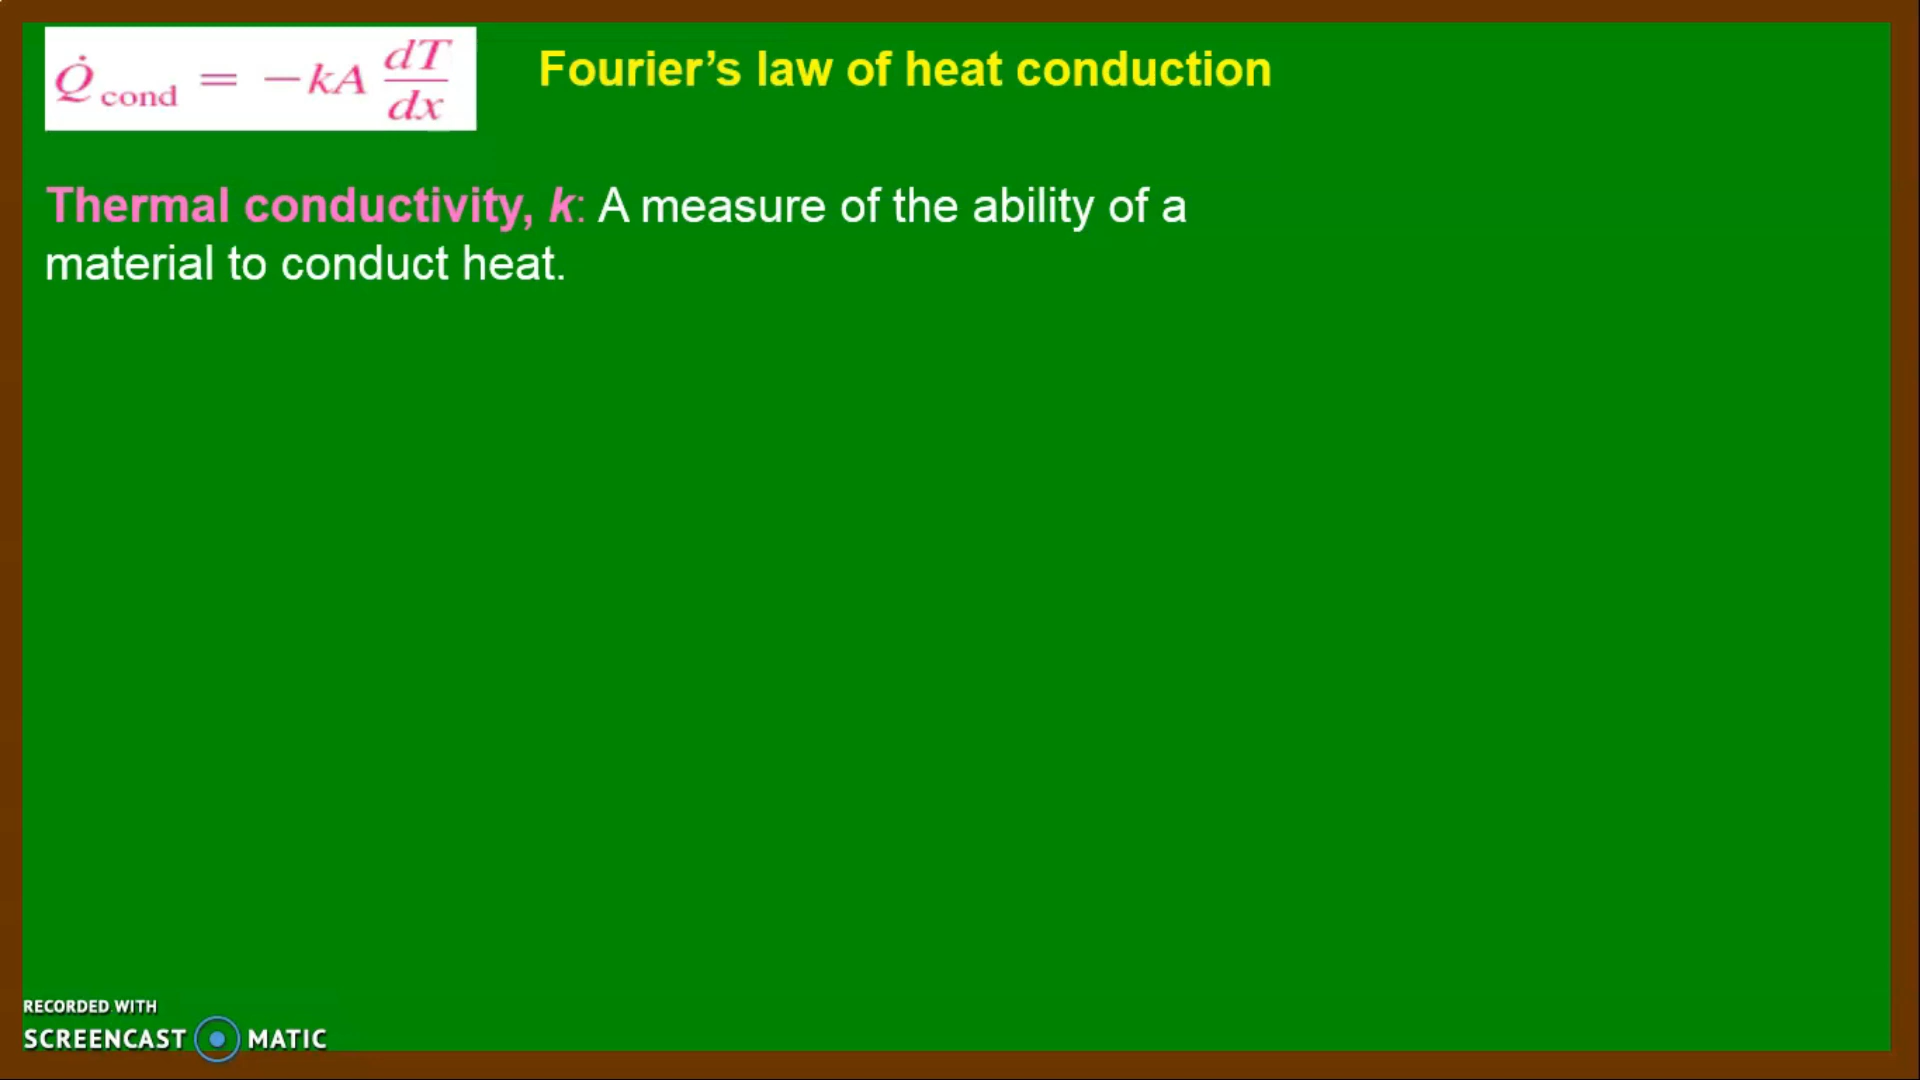 Q̇ cond = −kA dT/dx
Fourier’s law of heat conduction
Thermal conductivity, k: A measure of the ability of a
material to conduct heat.
RECORDED WITH
SCREENCAST MATIC